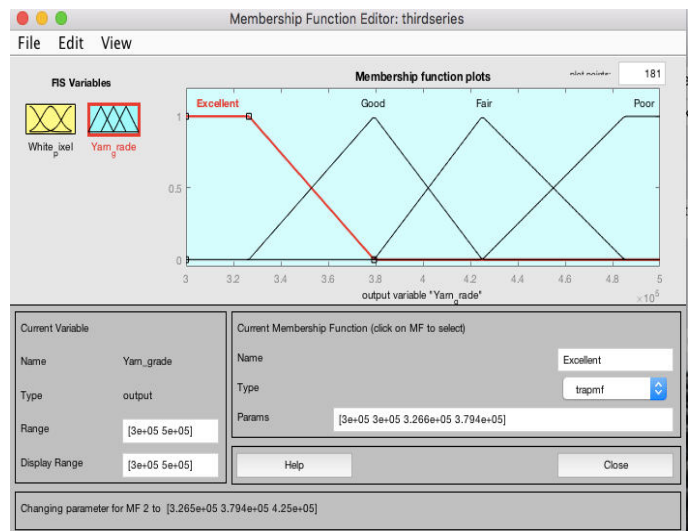 Membership Function Editor: thirdseries
File Edit View
FIS Variables
White_pixel
Yarn_grade
Membership function plots
plot points: 181
Excellent Good Fair Poor
1
0.5
0
3 3.2 3.4 3.6 3.8 4 4.2 4.4 4.6 4.8 5
×10^5
output variable "Yarn_grade"
Current Variable
Name Yarn_grade
Type output
Range [3e+05 5e+05]
Display Range [3e+05 5e+05]
Current Membership Function (click on MF to select)
Name Excellent
Type trapmf
Params [3e+05 3e+05 3.266e+05 3.794e+05]
Help Close
Changing parameter for MF 2 to [3.265e+05 3.794e+05 4.25e+05]